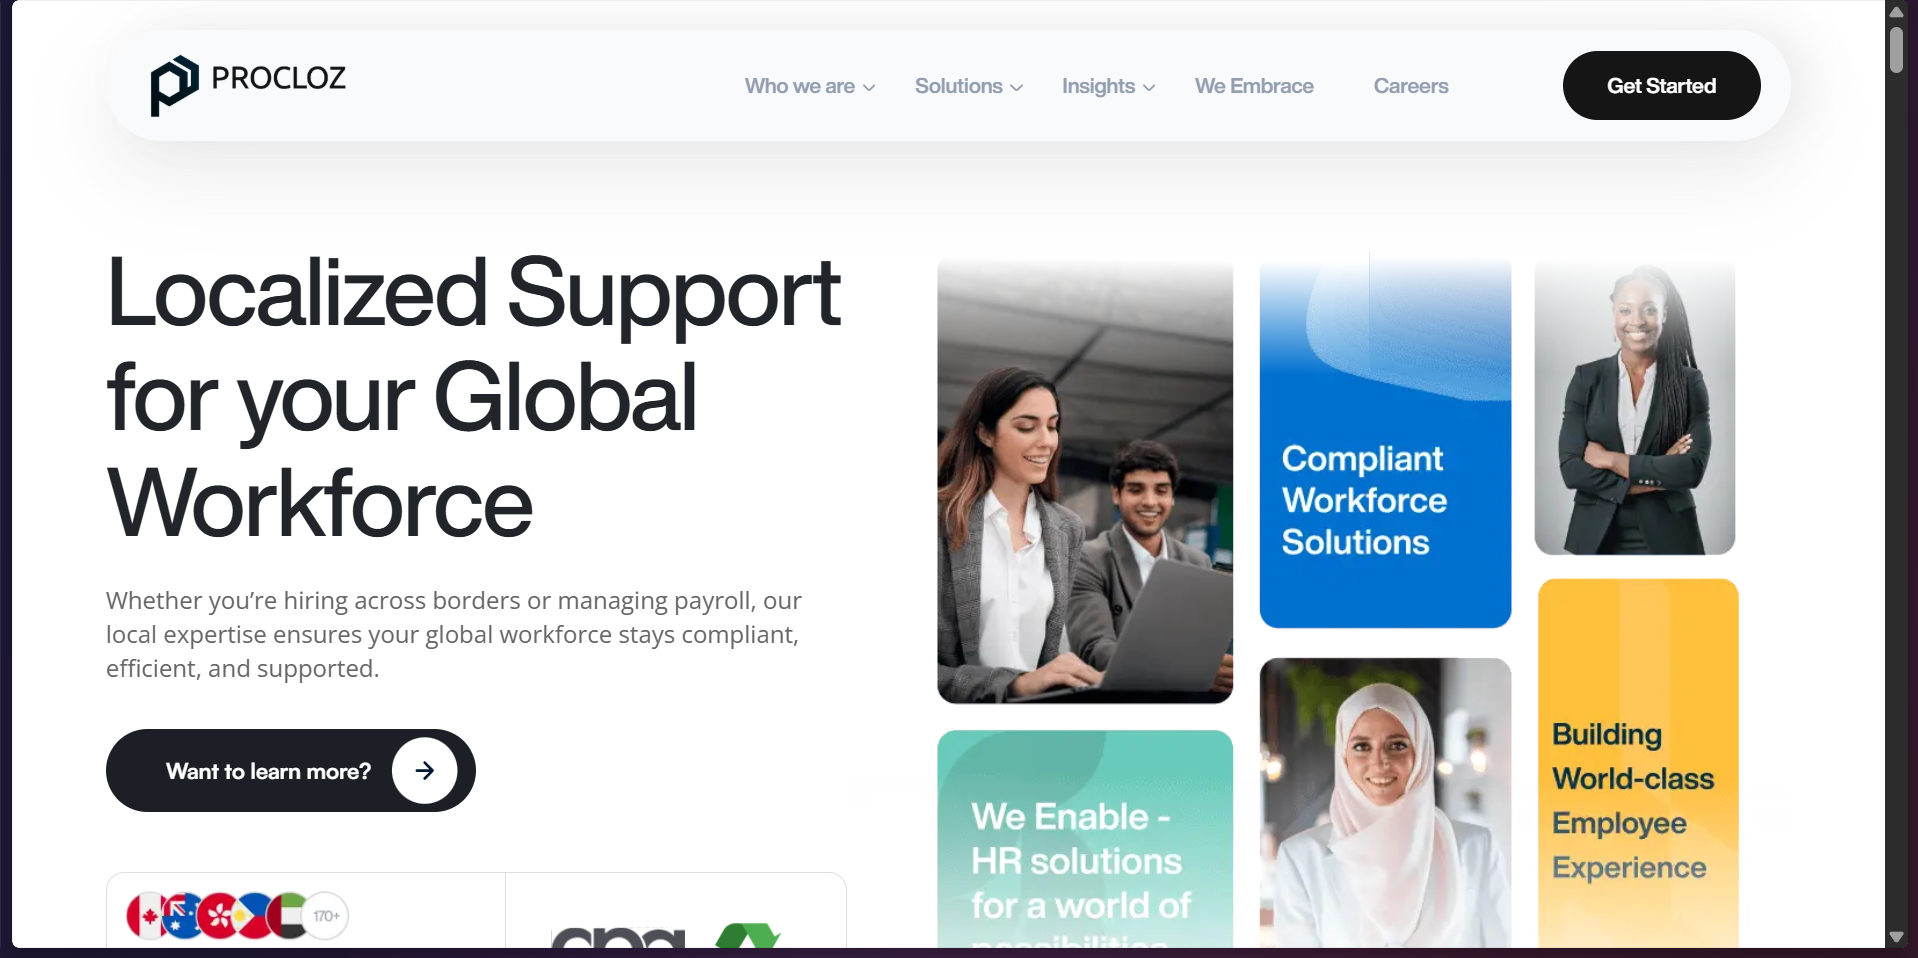 PROCLOZ
Who we are
Solutions
Insights
We Embrace
Careers
Get Started
Localized Support
for your Global
Workforce
Whether you’re hiring across borders or managing payroll, our
local expertise ensures your global workforce stays compliant,
efficient, and supported.
Want to learn more?
170+
Compliant
Workforce
Solutions
We Enable -
HR solutions
for a world of
possibilities
Building
World-class
Employee
Experience